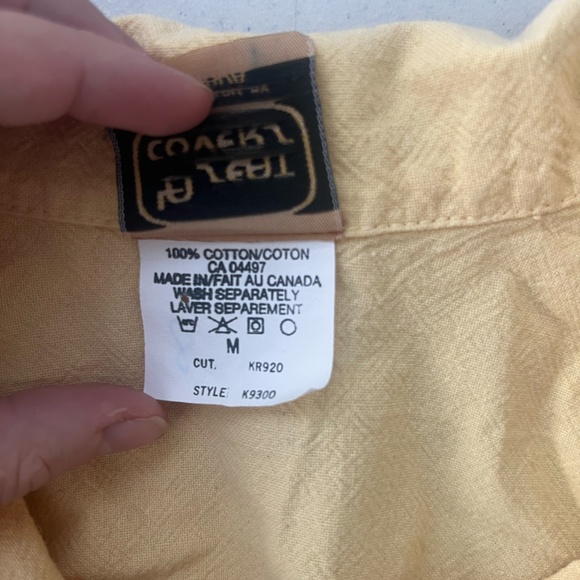 100% COTTON/COTON
CA 04497
MADE IN/FAIT AU CANADA
WASH SEPARATELY
LAVER SEPAREMENT
M
CUT. KR920
STYLE: K9300